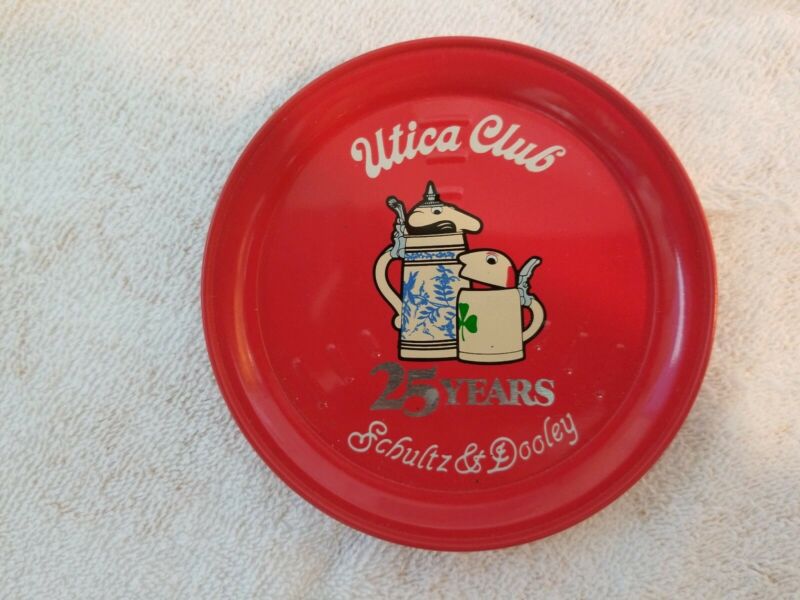 Utica Club
25 YEARS
Schultz & Dooley